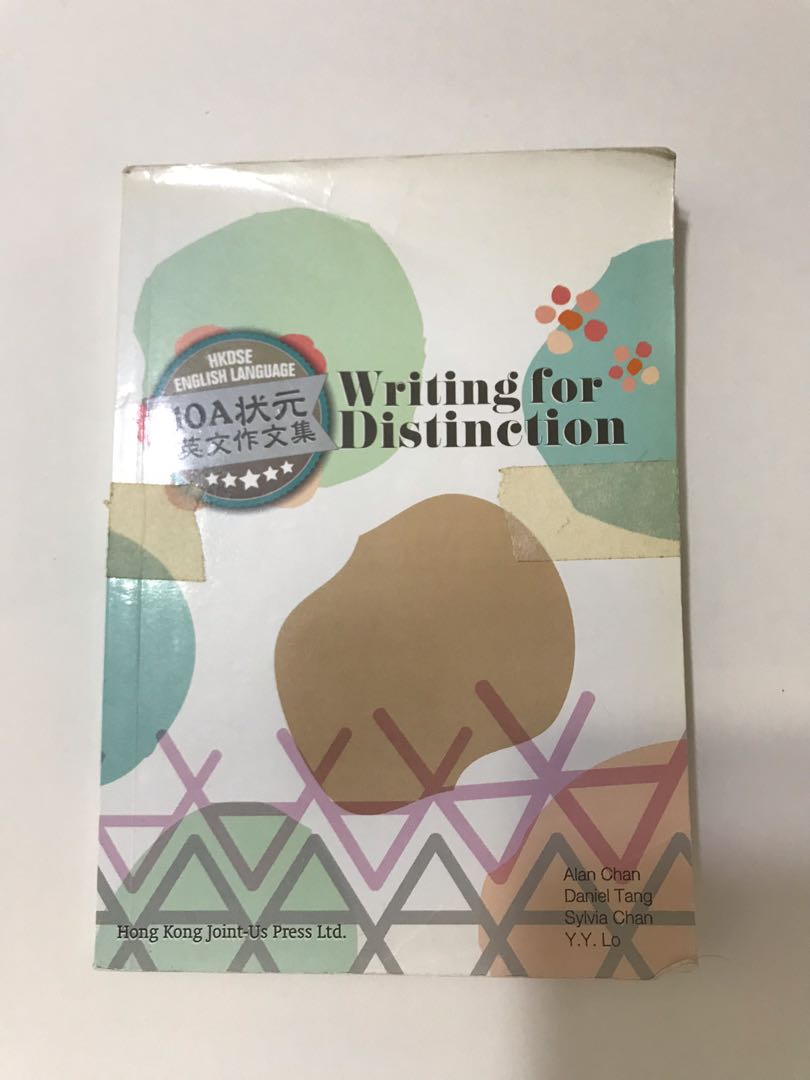 HKDSE
ENGLISH LANGUAGE
10A状元
英文作文集
Writing for
Distinction
Alan Chan
Daniel Tang
Sylvia Chan
Y.Y. Lo
Hong Kong Joint-Us Press Ltd.